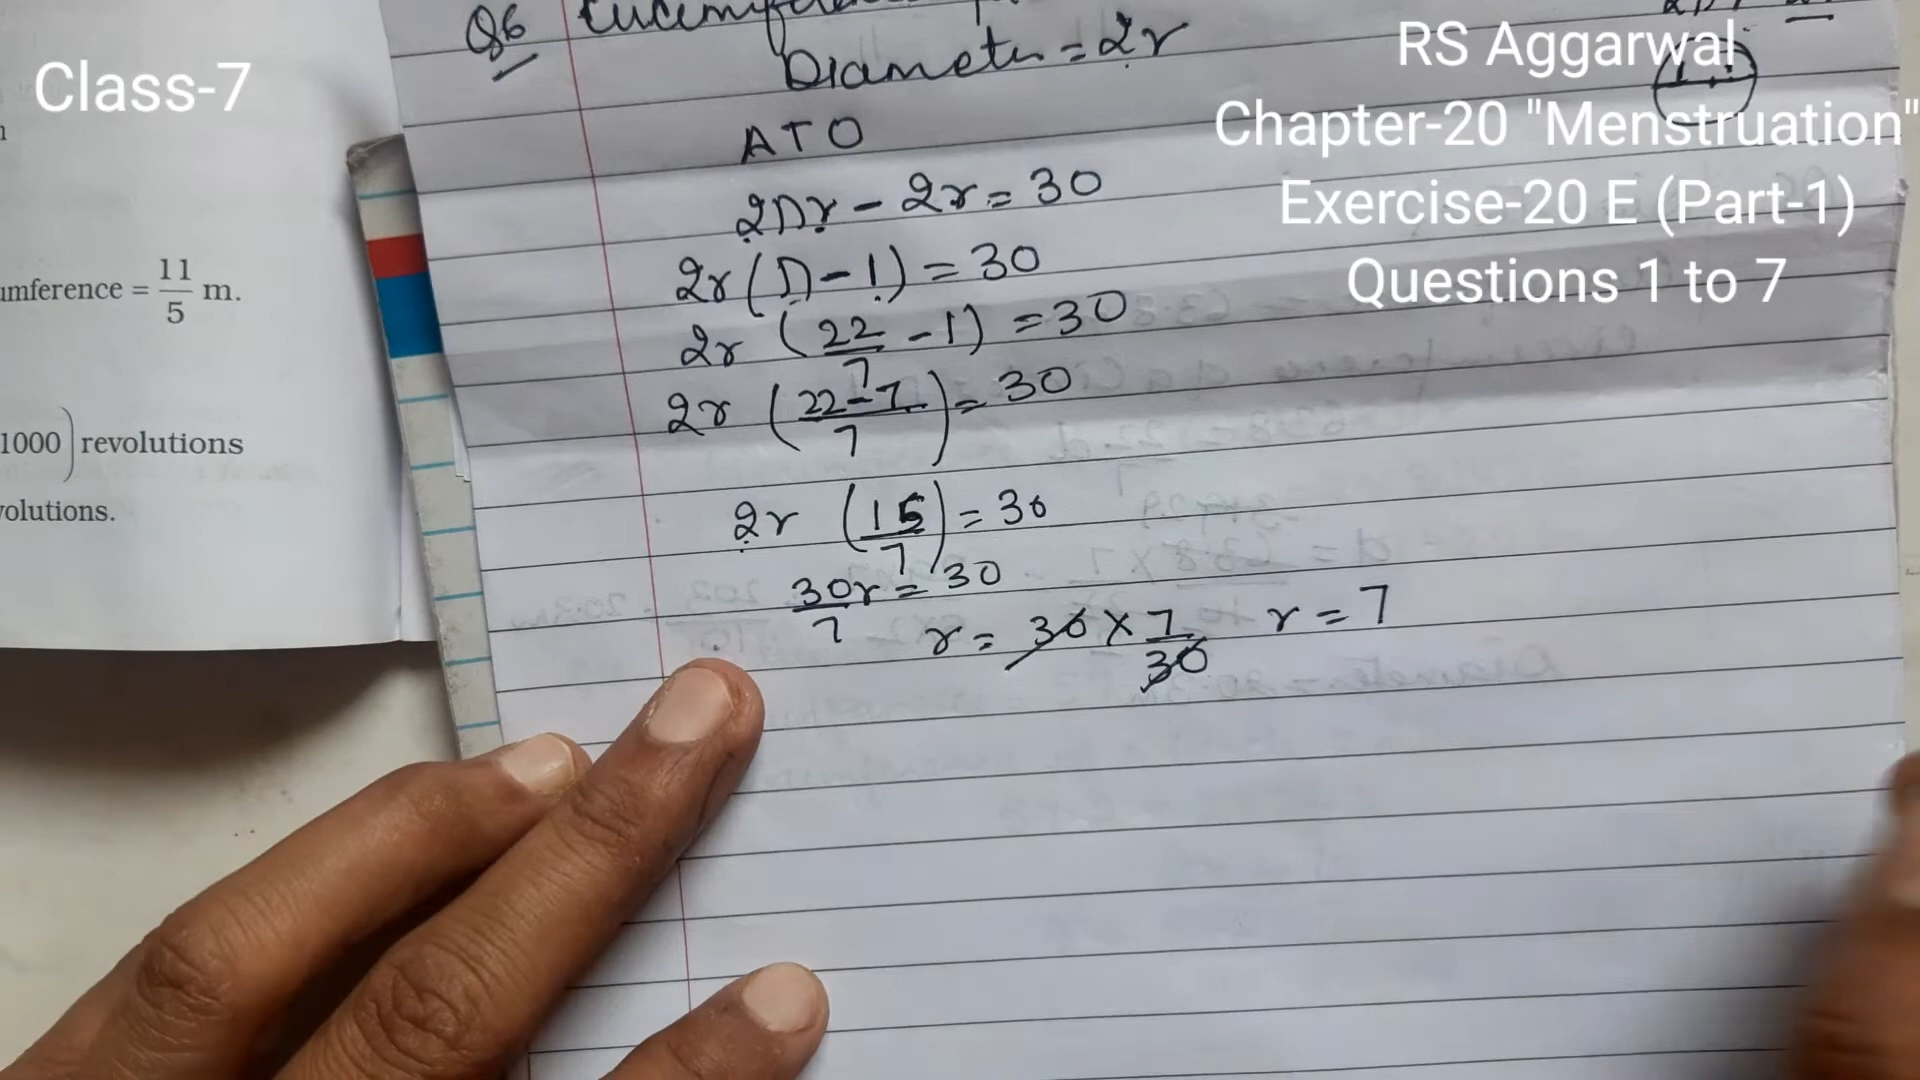 Class-7
RS Aggarwal
Chapter-20 "Menstruation"
Exercise-20 E (Part-1)
Questions 1 to 7
umference = 11/5 m.
1000) revolutions
volutions.
Q6
Diameter = 2r
ATO
2πr - 2r = 30
2r (π - 1) = 30
2r (22/7 - 1) = 30
2r (22-7/7) = 30
2r (15/7) = 30
30r/7 = 30
r = 30 × 7/30 r = 7